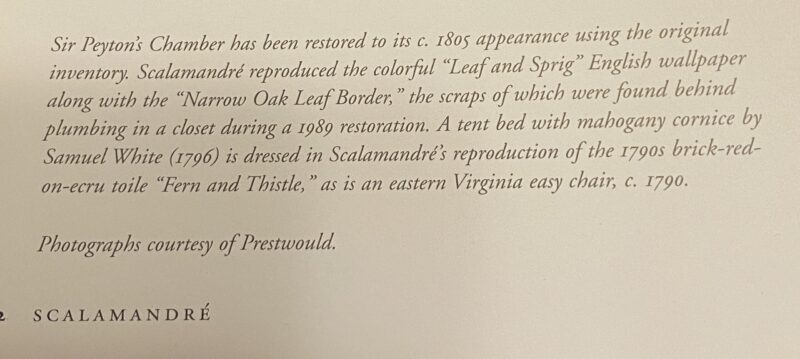 Sir Peyton's Chamber has been restored to its c. 1805 appearance using the original
inventory. Scalamandré reproduced the colorful “Leaf and Sprig” English wallpaper
along with the “Narrow Oak Leaf Border,” the scraps of which were found behind
plumbing in a closet during a 1989 restoration. A tent bed with mahogany cornice by
Samuel White (1796) is dressed in Scalamandré's reproduction of the 1790s brick-red-
on-ecru toile “Fern and Thistle,” as is an eastern Virginia easy chair, c. 1790.
Photographs courtesy of Prestwould.
SCALAMANDRÉ